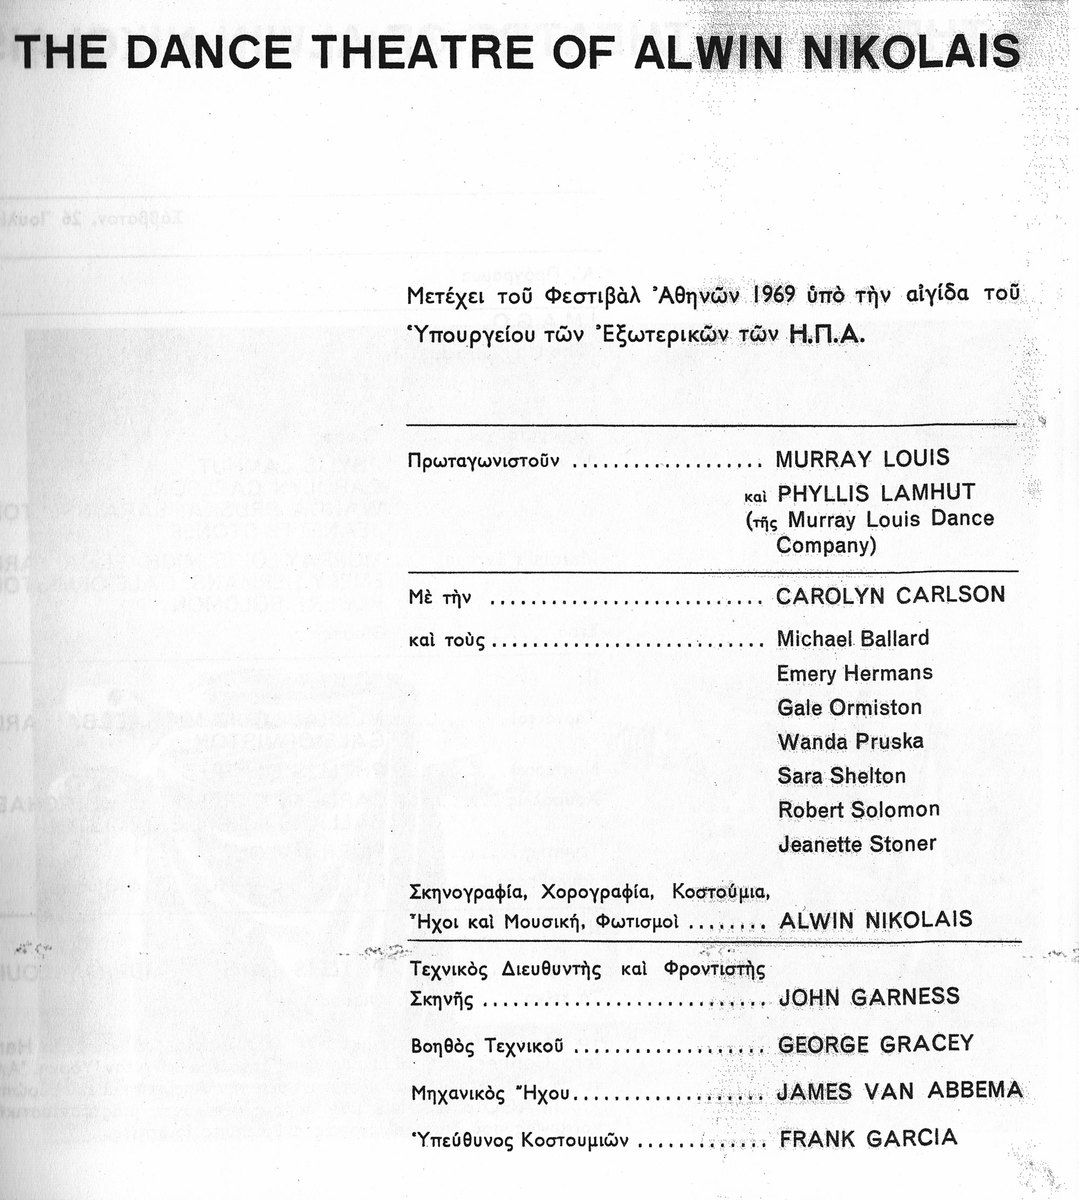 THE DANCE THEATRE OF ALWIN NIKOLAIS
Μετέχει τοῦ Φεστιβὰλ Ἀθηνῶν 1969 ὑπὸ τὴν αἰγίδα τοῦ
Ὑπουργείου τῶν Ἐξωτερικῶν τῶν Η.Π.Α.
Πρωταγωνιστοῦν ................... MURRAY LOUIS
καὶ PHYLLIS LAMHUT
(τῆς Murray Louis Dance
Company)
Μὲ τὴν ........................... CAROLYN CARLSON
καὶ τοὺς........................... Michael Ballard
Emery Hermans
Gale Ormiston
Wanda Pruska
Sara Shelton
Robert Solomon
Jeanette Stoner
Σκηνογραφία, Χορογραφία, Κοστούμια,
Ἦχοι καὶ Μουσική, Φωτισμοὶ ........ ALWIN NIKOLAIS
Τεχνικὸς Διευθυντὴς καὶ Φροντιστὴς
Σκηνῆς ............................ JOHN GARNESS
Βοηθὸς Τεχνικοῦ ................... GEORGE GRACEY
Μηχανικὸς Ἤχου................... JAMES VAN ABBEMA
Ὑπεύθυνος Κοστουμιῶν ............. FRANK GARCIA